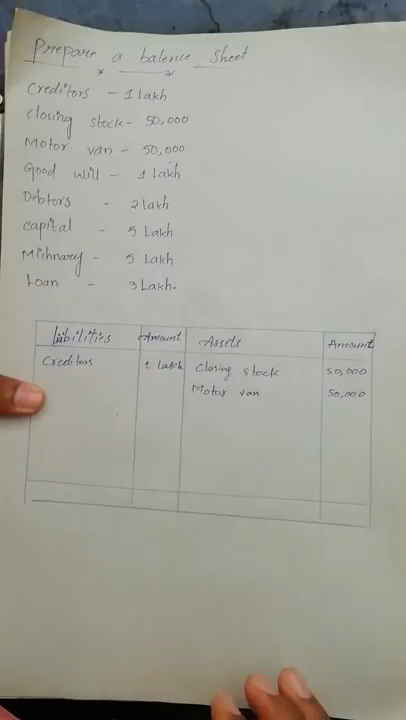 Prepare a balence Sheet
Creditors - 1 Lakh
Closing stock - 50,000
Motor van - 50,000
Good will - 1 Lakh
Debtors - 2 Lakh
capital - 5 Lakh
Mihnary - 5 Lakh
Loan - 3 Lakh.
Liabilities Amount Assets Amount
Creditors 1 Lakh Closing stock 50,000
Motor van 50,000